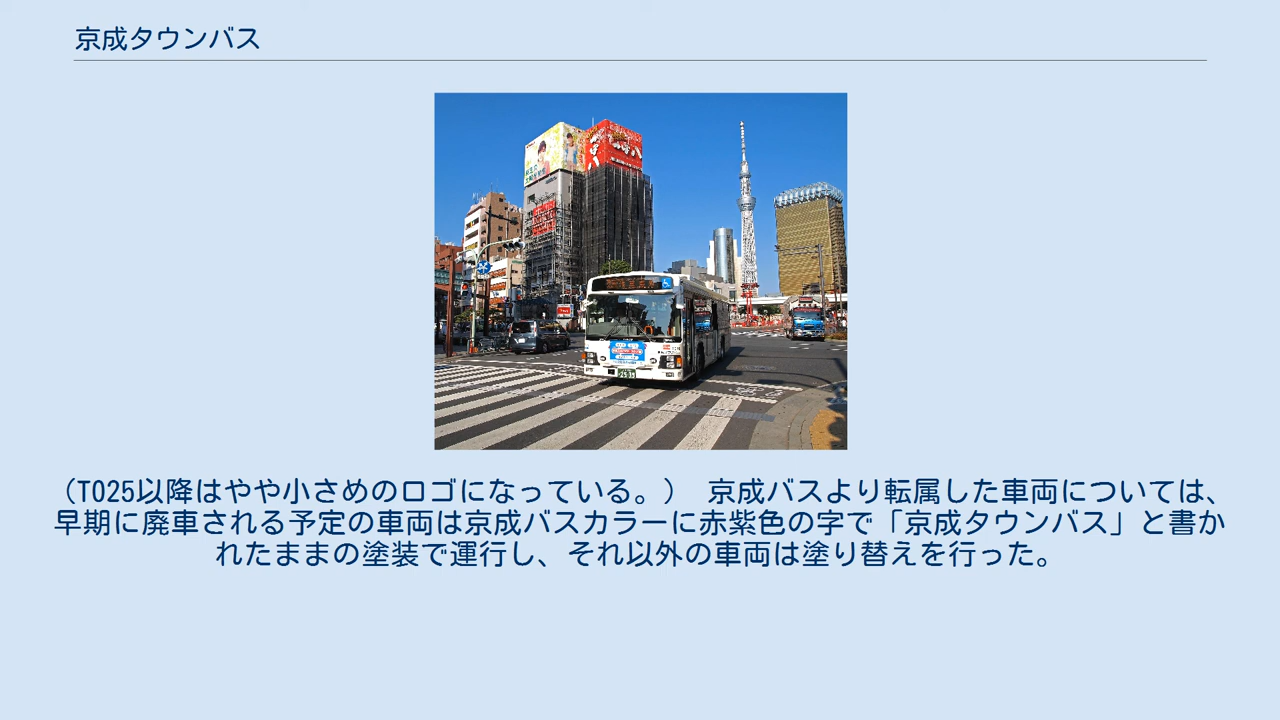 京成タウンバス
（T025以降はやや小さめのロゴになっている。） 京成バスより転属した車両については、
早期に廃車される予定の車両は京成バスカラーに赤紫色の字で「京成タウンバス」と書か
れたままの塗装で運行し、それ以外の車両は塗り替えを行った。